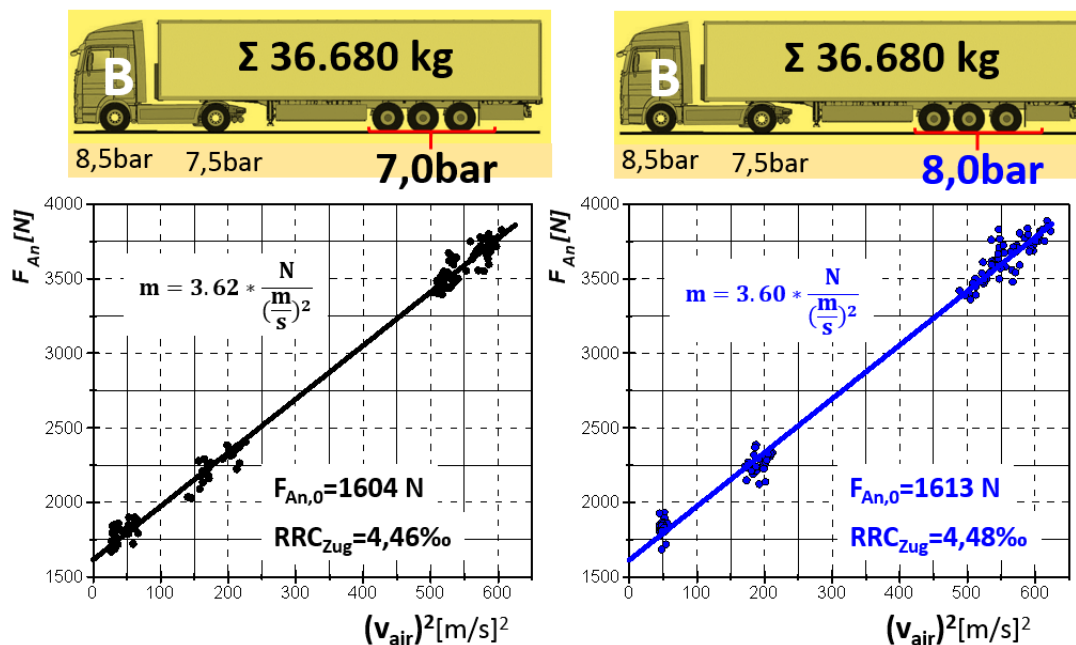 B
Σ 36.680 kg
8,5bar
7,5bar
7,0bar
F_An [N]
4000
3500
3000
2500
2000
1500
m = 3.62 * N/(m/s)²
F_An,0=1604 N
RRC_Zug=4,46‰
0 100 200 300 400 500 600
(v_air)²[m/s]²
B
Σ 36.680 kg
8,5bar
7,5bar
8,0bar
F_An [N]
4000
3500
3000
2500
2000
1500
m = 3.60 * N/(m/s)²
F_An,0=1613 N
RRC_Zug=4,48‰
0 100 200 300 400 500 600
(v_air)²[m/s]²